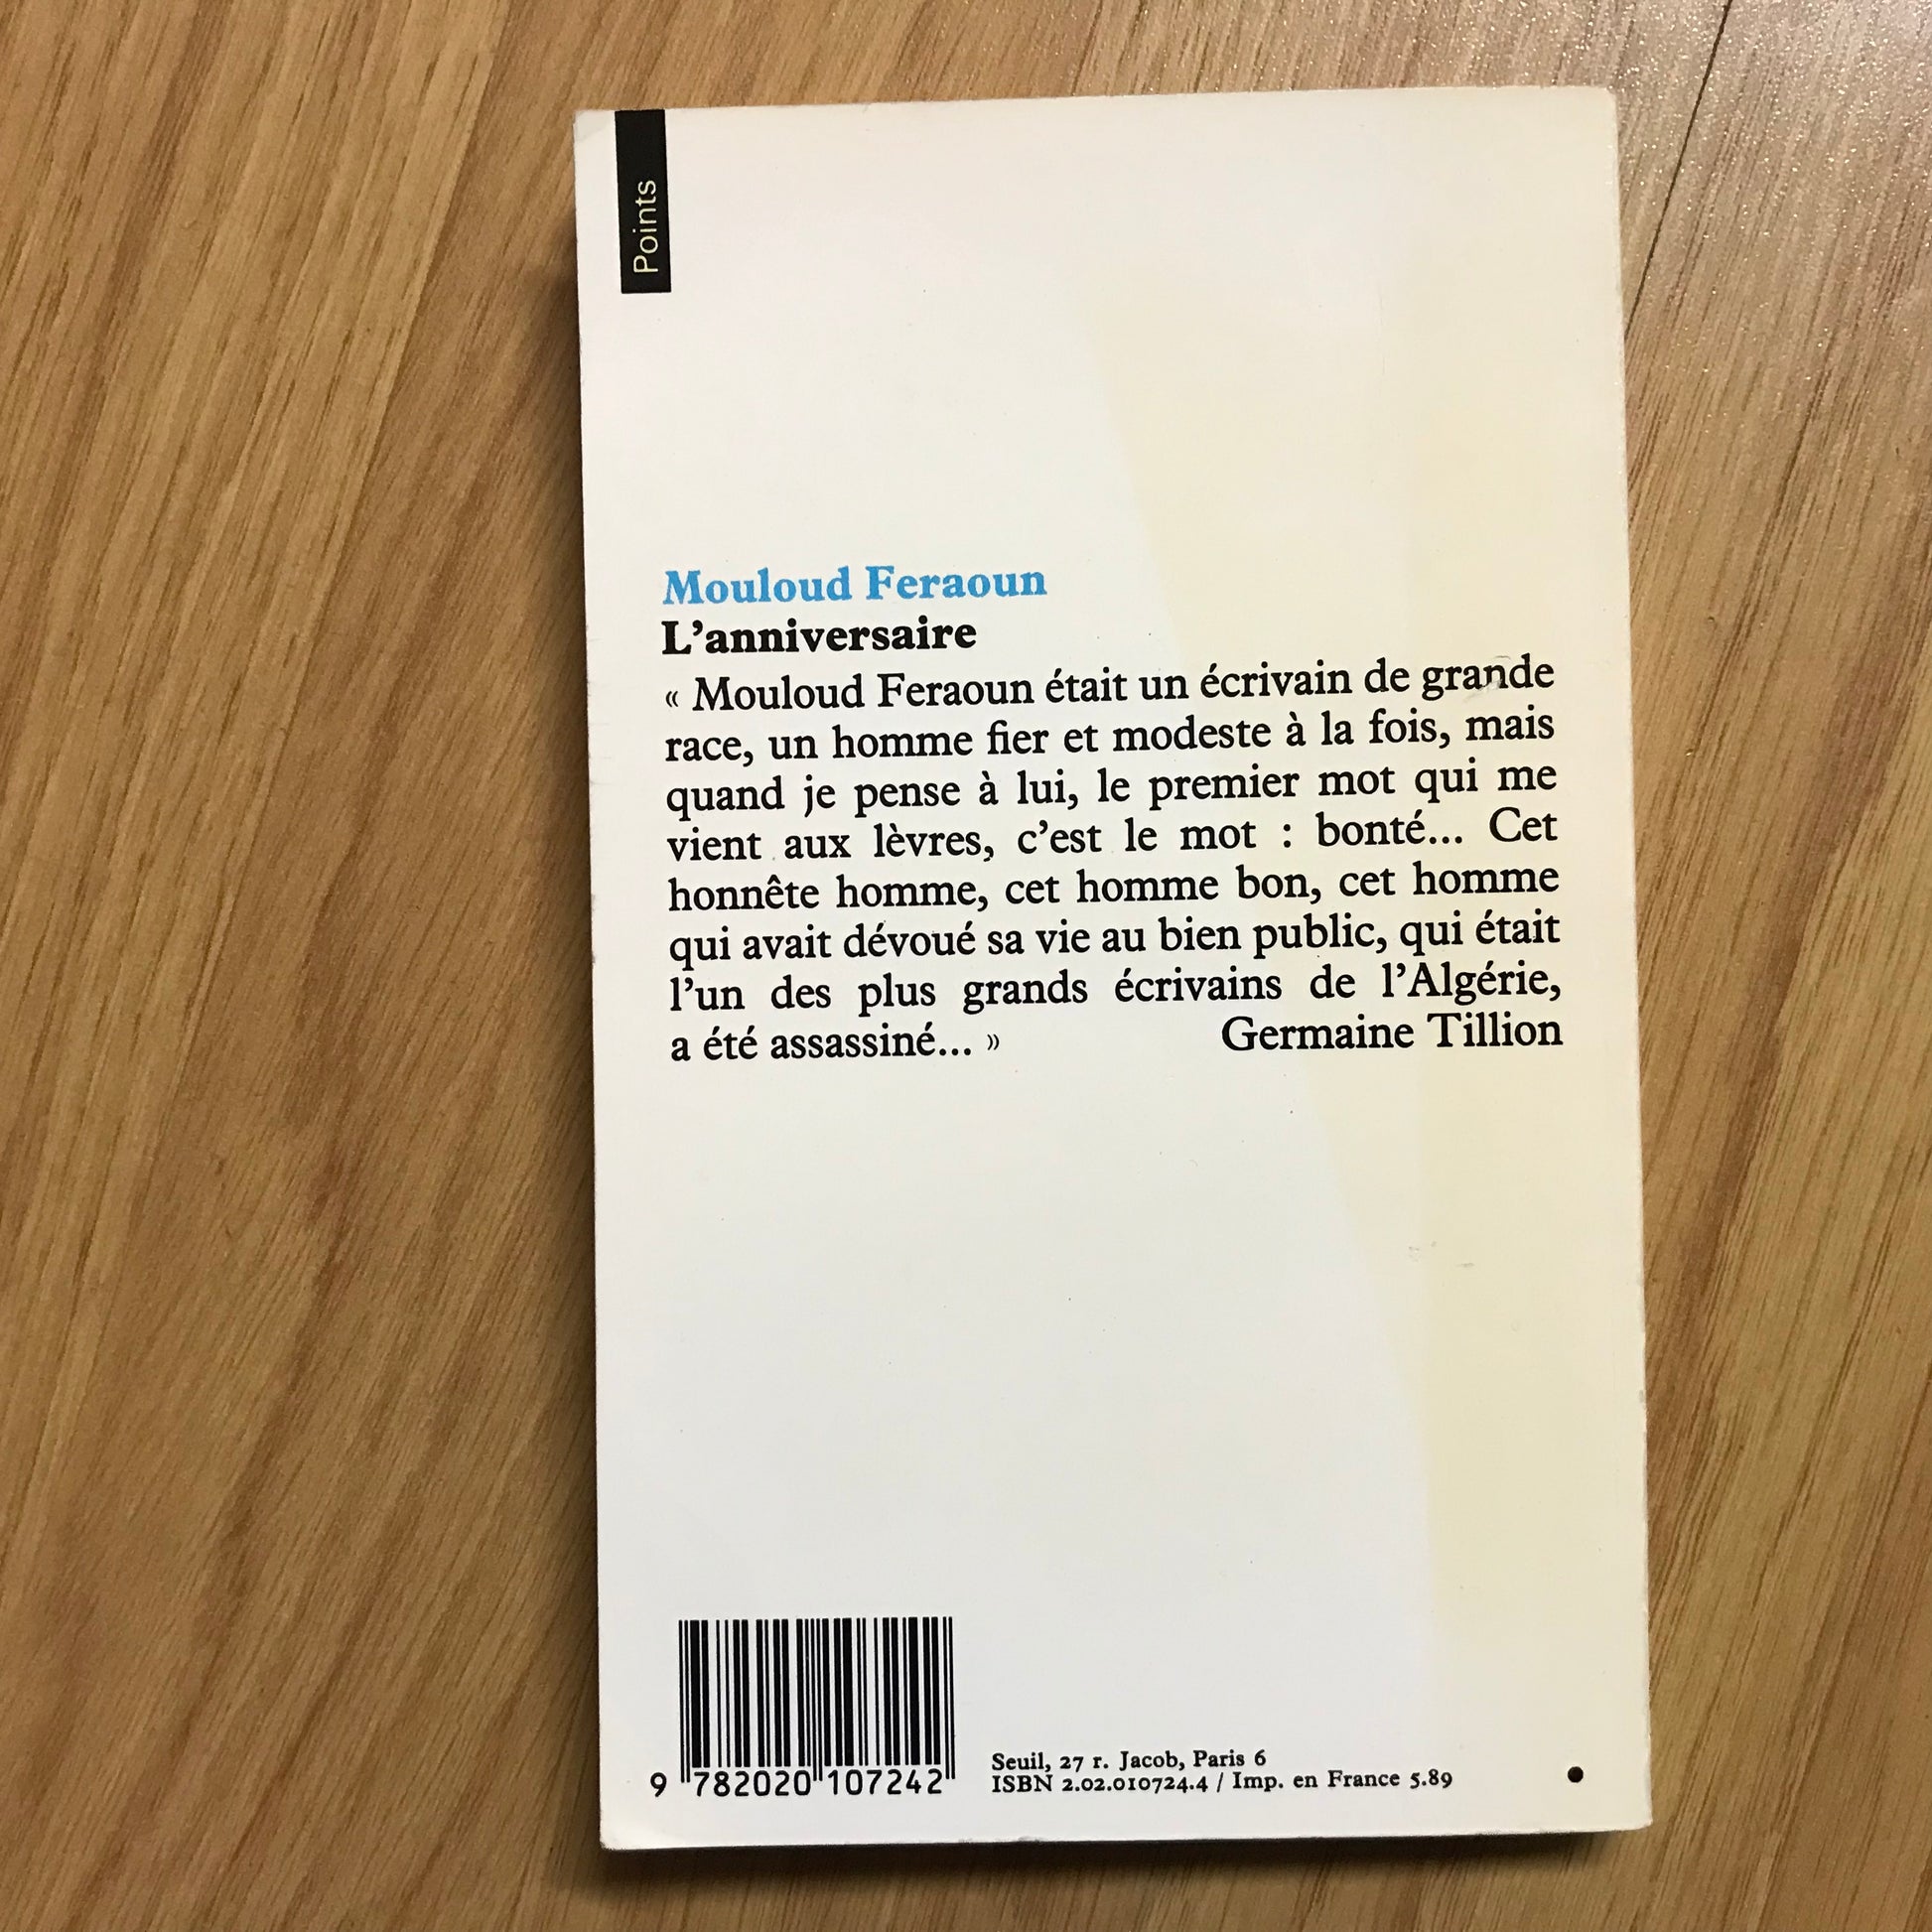 Points
Mouloud Feraoun
L’anniversaire
« Mouloud Feraoun était un écrivain de grande
race, un homme fier et modeste à la fois, mais
quand je pense à lui, le premier mot qui me
vient aux lèvres, c’est le mot : bonté... Cet
honnête homme, cet homme bon, cet homme
qui avait dévoué sa vie au bien public, qui était
l’un des plus grands écrivains de l’Algérie,
a été assassiné... » Germaine Tillion
Seuil, 27 r. Jacob, Paris 6
ISBN 2.02.010724.4 / Imp. en France 5.89
9 782020 107242